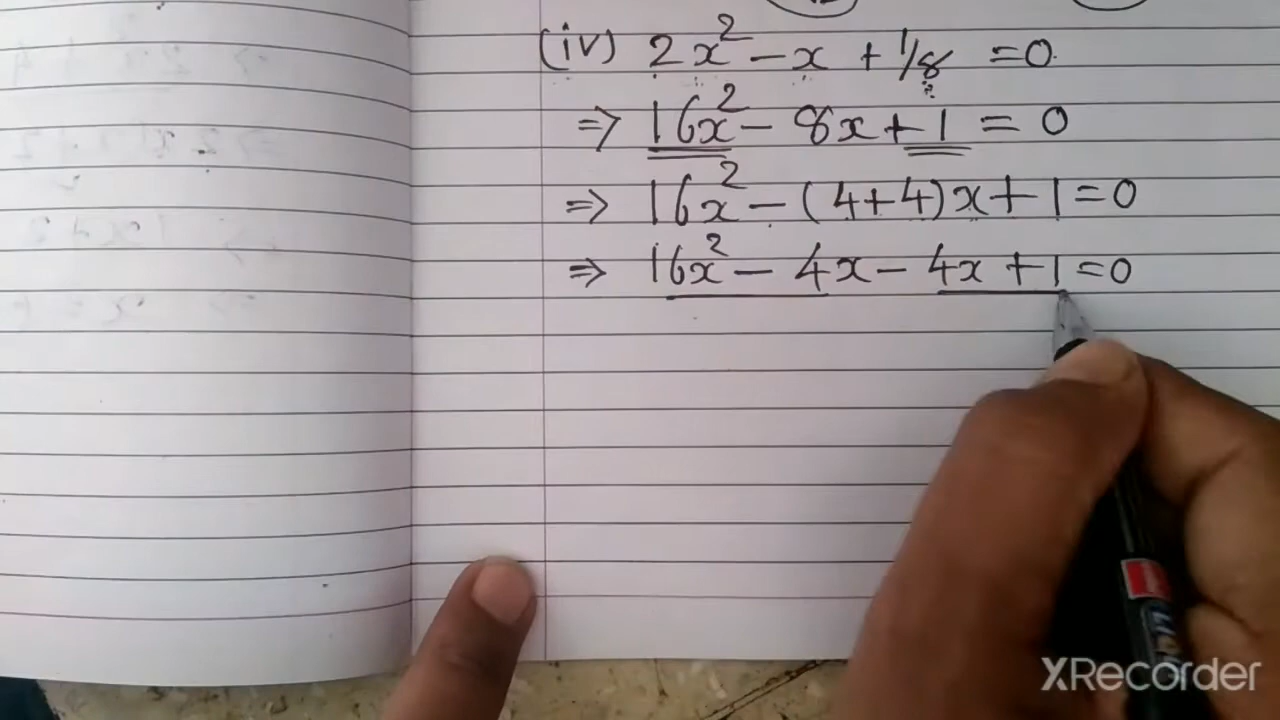 (iv) 2x² - x + 1/8 = 0
⇒ 16x² - 8x + 1 = 0
⇒ 16x² - (4+4)x + 1 = 0
⇒ 16x² - 4x - 4x + 1 = 0
XRecorder